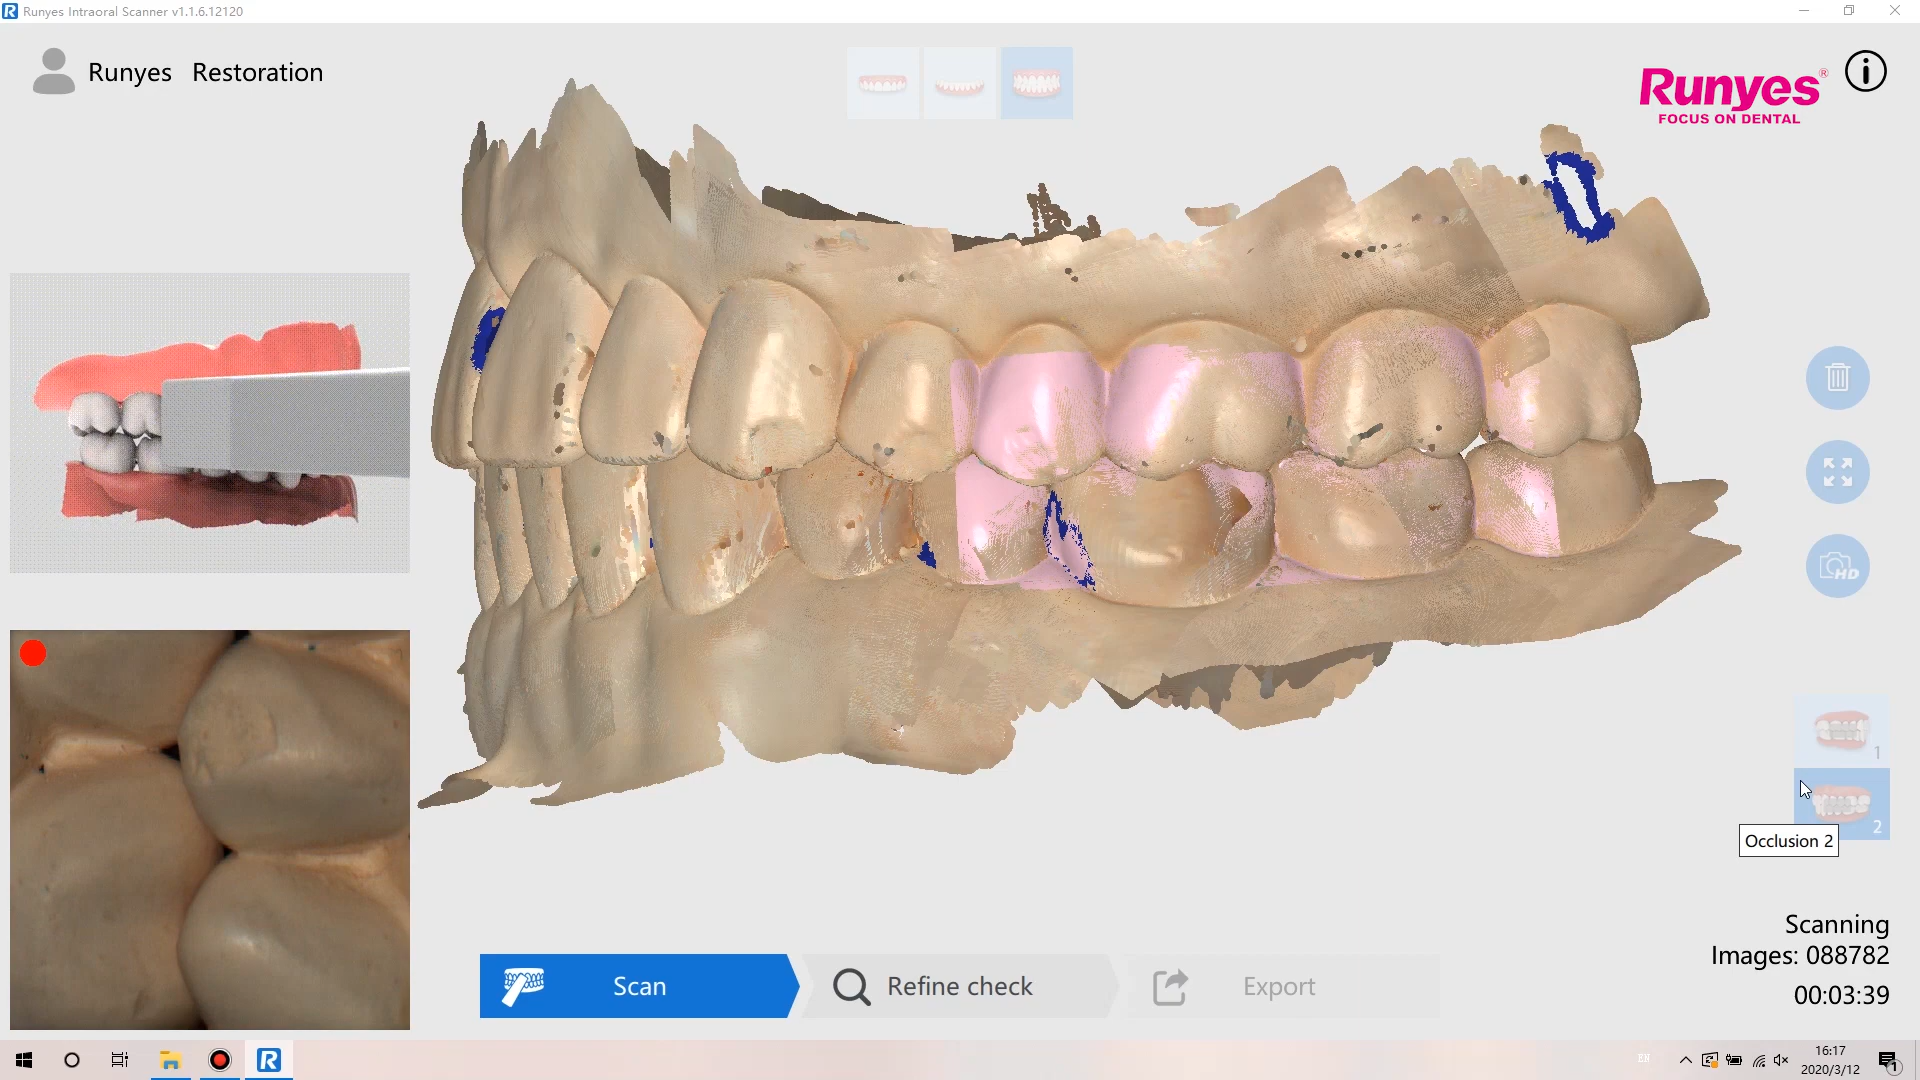 Runyes Intraoral Scanner v1.1.6.12120
Runyes Restoration
Runyes®
FOCUS ON DENTAL
HD
1
2
Occlusion 2
Scanning
Images: 088782
00:03:39
Scan
Refine check
Export
EN
16:17
2020/3/12
1